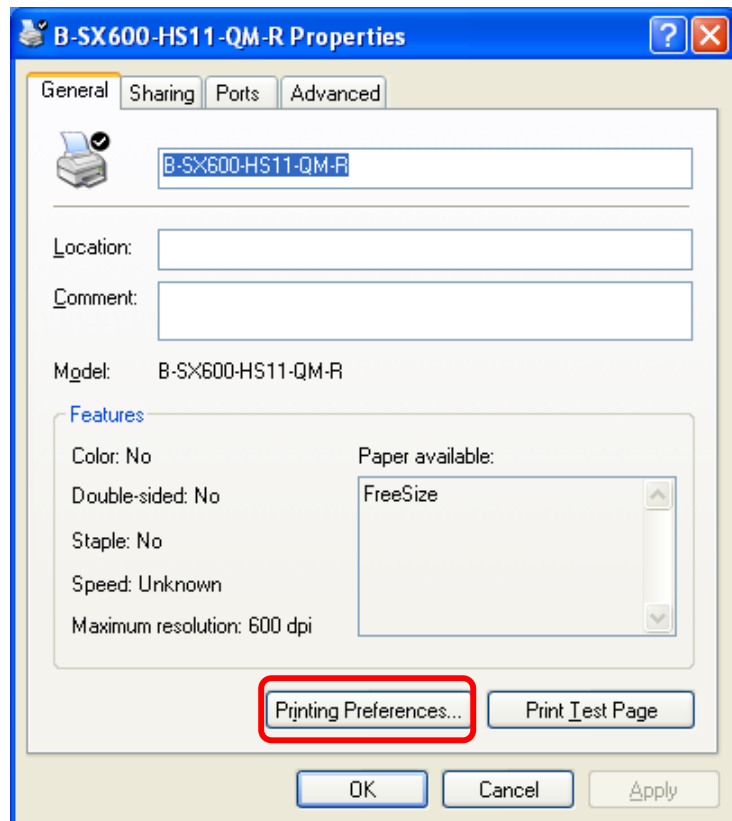 B-SX600-HS11-QM-R Properties
General Sharing Ports Advanced
B-SX600-HS11-QM-R
Location:
Comment:
Model: B-SX600-HS11-QM-R
Features
Color: No Paper available:
Double-sided: No FreeSize
Staple: No
Speed: Unknown
Maximum resolution: 600 dpi
Printing Preferences... Print Test Page
OK Cancel Apply